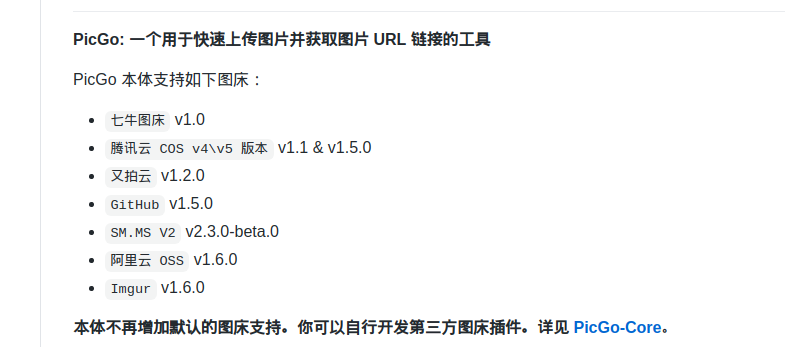 PicGo: 一个用于快速上传图片并获取图片 URL 链接的工具
PicGo 本体支持如下图床：
七牛图床 v1.0
腾讯云 COS v4\v5 版本 v1.1 & v1.5.0
又拍云 v1.2.0
GitHub v1.5.0
SM.MS V2 v2.3.0-beta.0
阿里云 OSS v1.6.0
Imgur v1.6.0
本体不再增加默认的图床支持。你可以自行开发第三方图床插件。详见 PicGo-Core。